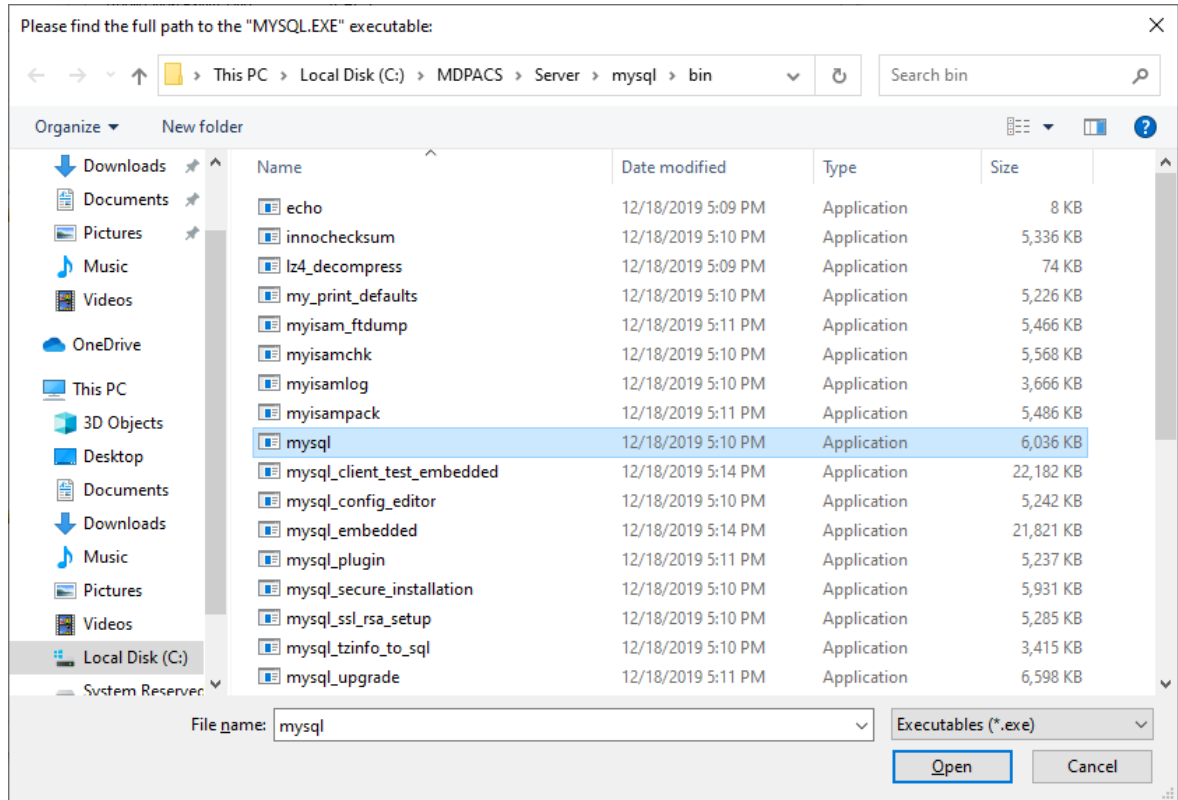 Please find the full path to the "MYSQL.EXE" executable:
This PC > Local Disk (C:) > MDPACS > Server > mysql > bin
Search bin
Organize
New folder
Downloads
Documents
Pictures
Music
Videos
OneDrive
This PC
3D Objects
Desktop
Documents
Downloads
Music
Pictures
Videos
Local Disk (C:)
System Reserved
Name Date modified Type Size
echo 12/18/2019 5:09 PM Application 8 KB
innochecksum 12/18/2019 5:10 PM Application 5,336 KB
lz4_decompress 12/18/2019 5:09 PM Application 74 KB
my_print_defaults 12/18/2019 5:10 PM Application 5,226 KB
myisam_ftdump 12/18/2019 5:11 PM Application 5,466 KB
myisamchk 12/18/2019 5:10 PM Application 5,568 KB
myisamlog 12/18/2019 5:10 PM Application 3,666 KB
myisampack 12/18/2019 5:11 PM Application 5,486 KB
mysql 12/18/2019 5:10 PM Application 6,036 KB
mysql_client_test_embedded 12/18/2019 5:14 PM Application 22,182 KB
mysql_config_editor 12/18/2019 5:10 PM Application 5,242 KB
mysql_embedded 12/18/2019 5:14 PM Application 21,821 KB
mysql_plugin 12/18/2019 5:11 PM Application 5,237 KB
mysql_secure_installation 12/18/2019 5:10 PM Application 5,931 KB
mysql_ssl_rsa_setup 12/18/2019 5:10 PM Application 5,285 KB
mysql_tzinfo_to_sql 12/18/2019 5:10 PM Application 3,415 KB
mysql_upgrade 12/18/2019 5:11 PM Application 6,598 KB
File name: mysql
Executables (*.exe)
Open
Cancel